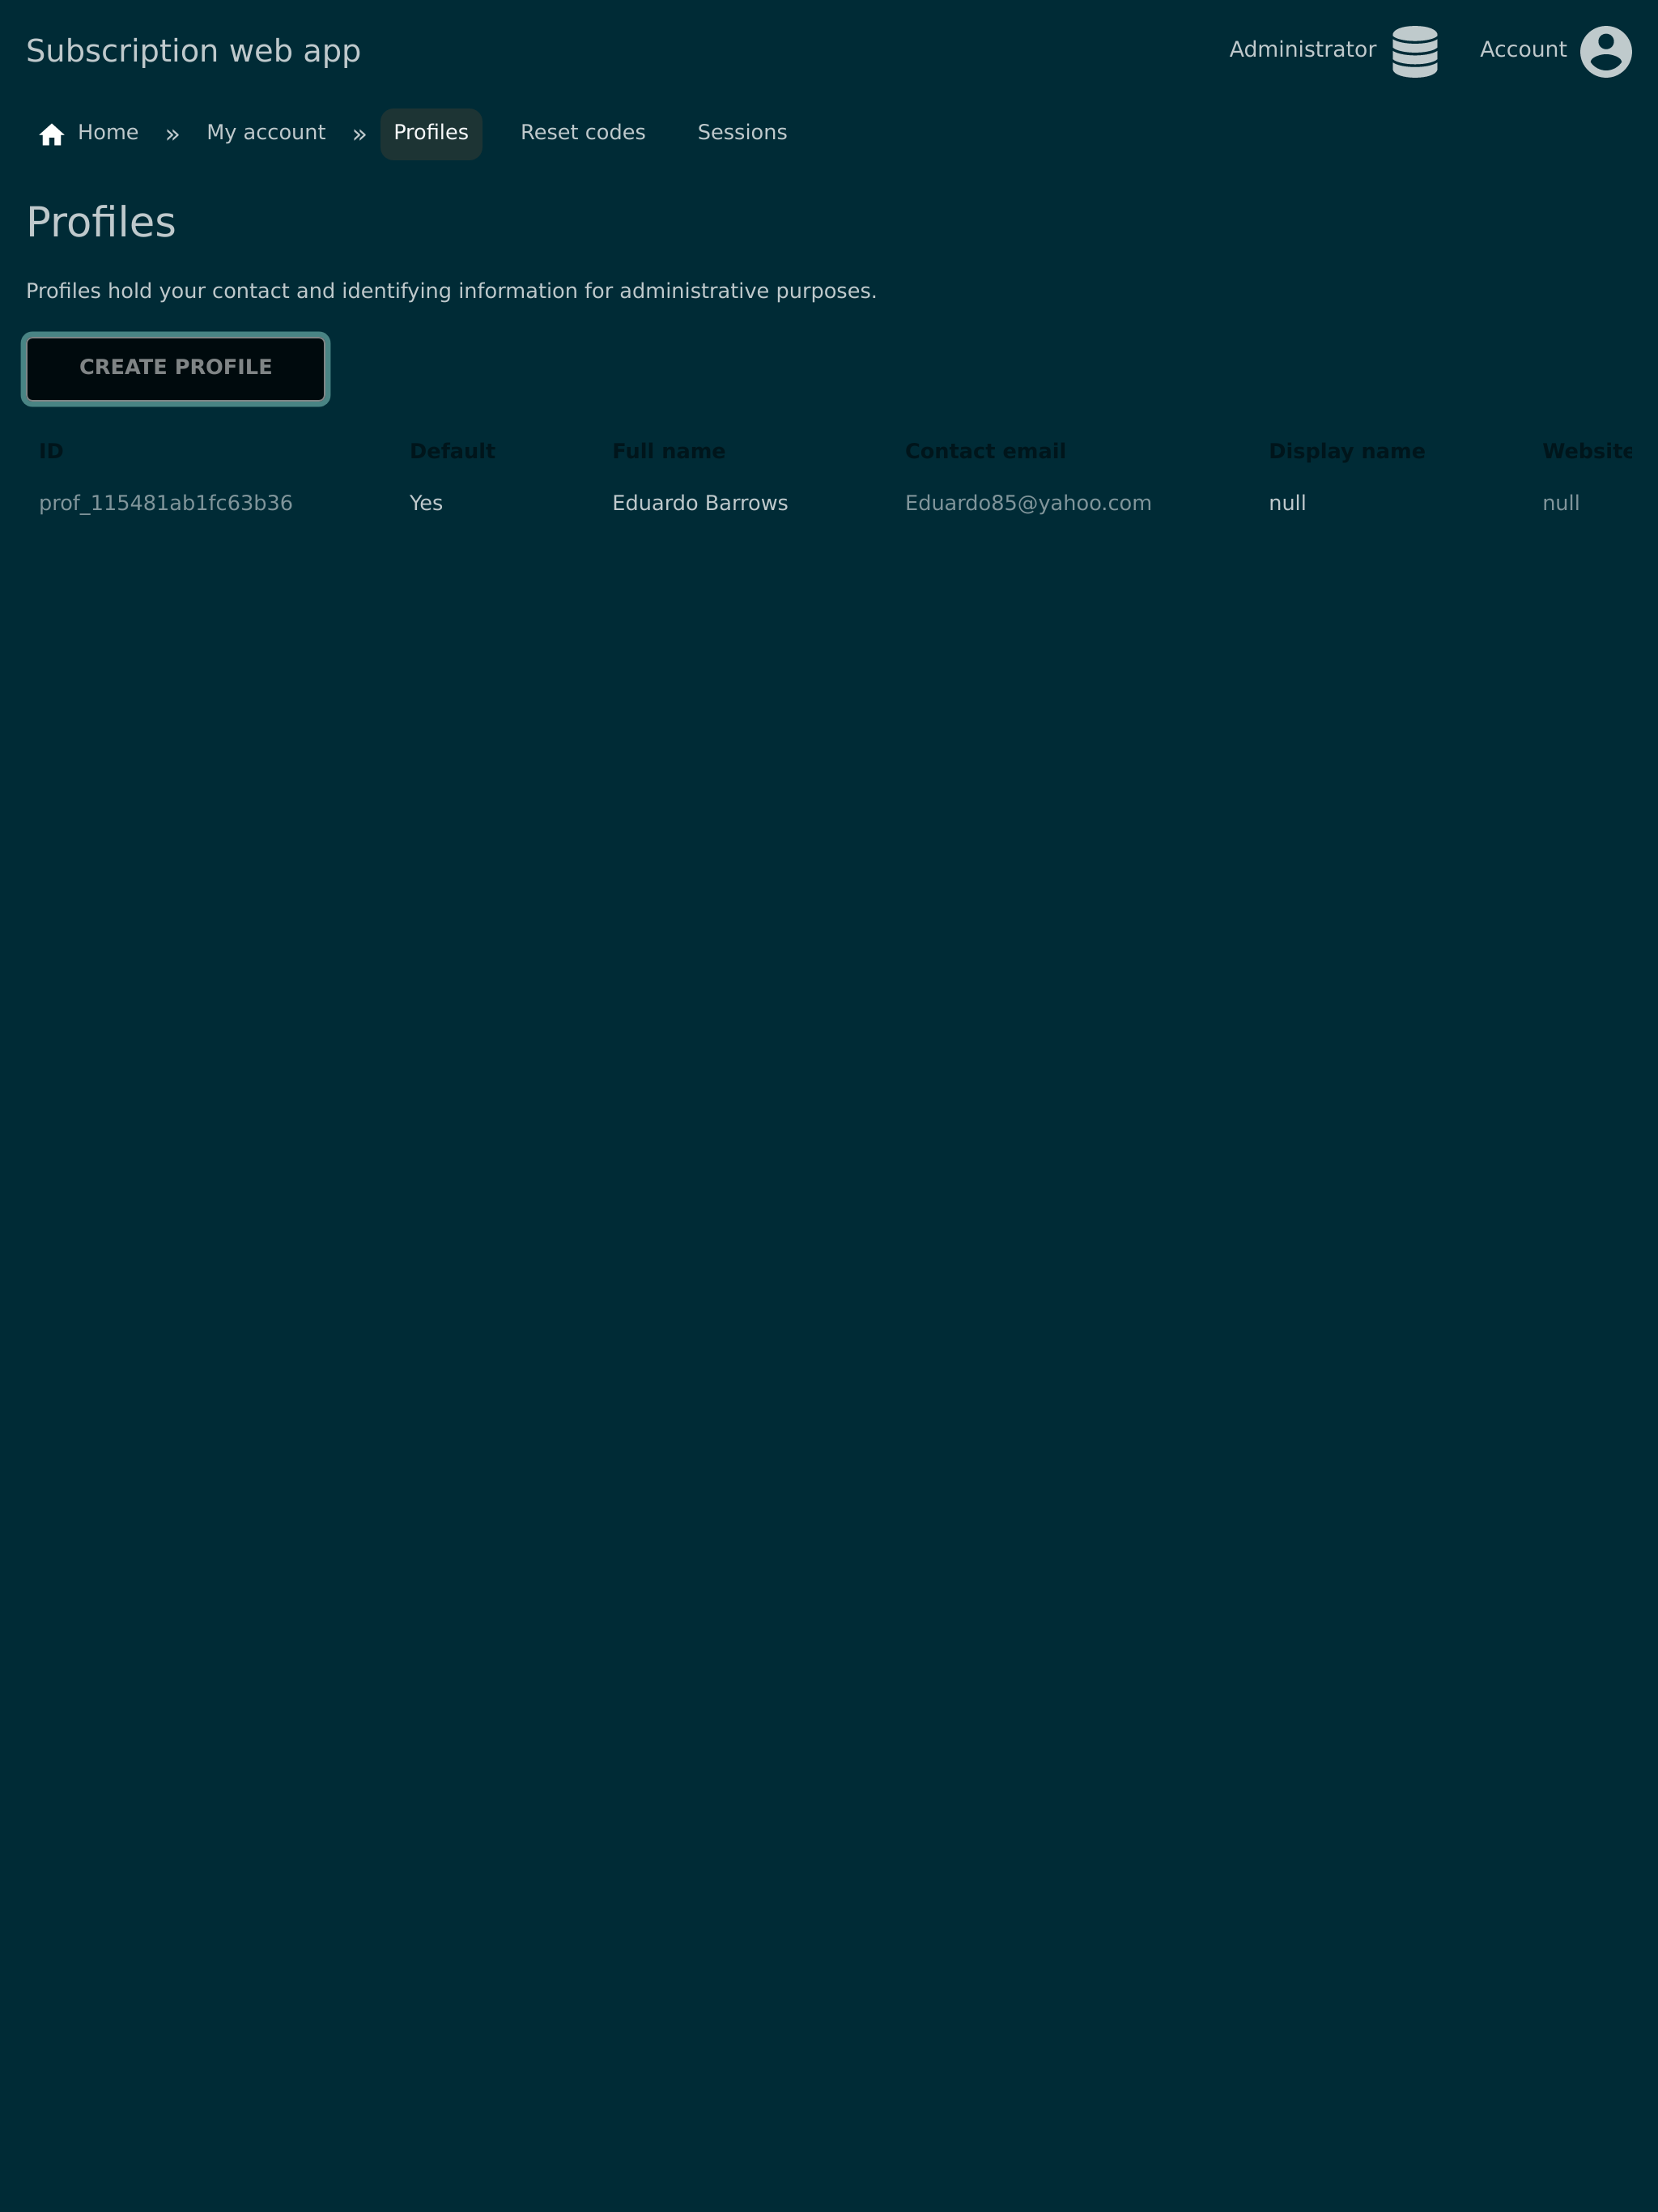 Subscription web app Administrator Account
Home » My account » Profiles Reset codes Sessions
Profiles
Profiles hold your contact and identifying information for administrative purposes.
CREATE PROFILE
ID Default Full name Contact email Display name Website
prof_115481ab1fc63b36 Yes Eduardo Barrows Eduardo85@yahoo.com null null